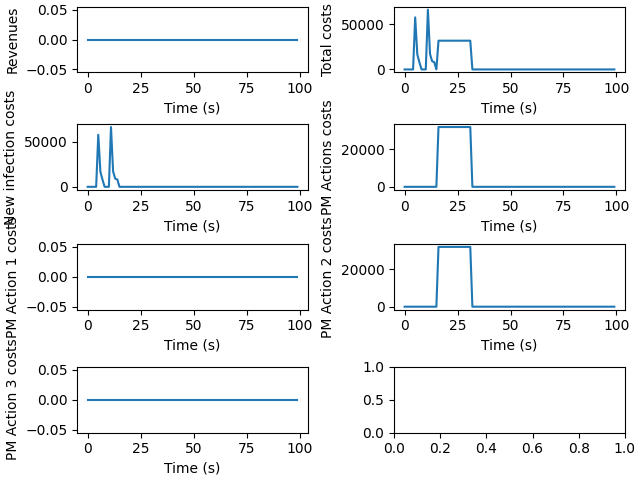 Revenues
0.05
0.00
−0.05
0 25 50 75 100
Time (s)
Total costs
50000
0
0 25 50 75 100
Time (s)
New infection costs
50000
0
0 25 50 75 100
Time (s)
PM Actions costs
20000
0
0 25 50 75 100
Time (s)
PM Action 1 costs
0.05
0.00
−0.05
0 25 50 75 100
Time (s)
PM Action 2 costs
20000
0
0 25 50 75 100
Time (s)
PM Action 3 costs
0.05
0.00
−0.05
0 25 50 75 100
Time (s)
1.0
0.5
0.0
0.0 0.2 0.4 0.6 0.8 1.0